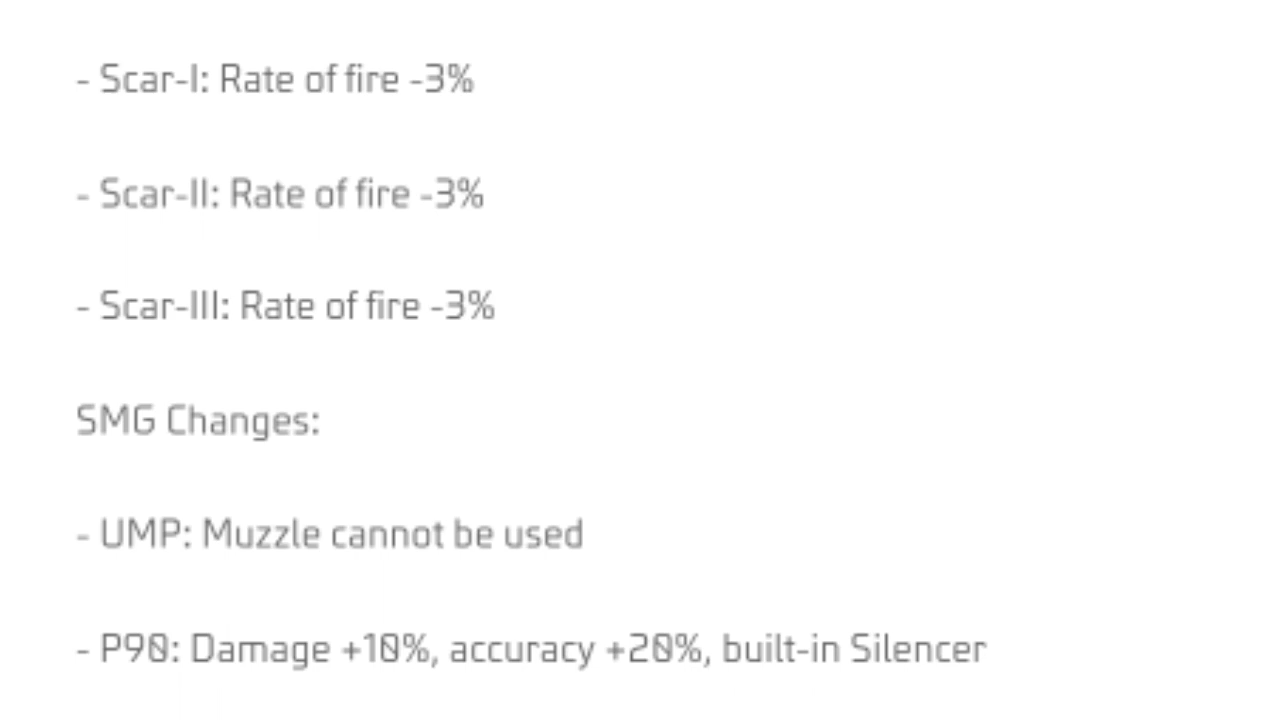 - Scar-I: Rate of fire -3%
- Scar-II: Rate of fire -3%
- Scar-III: Rate of fire -3%
SMG Changes:
- UMP: Muzzle cannot be used
- P90: Damage +10%, accuracy +20%, built-in Silencer